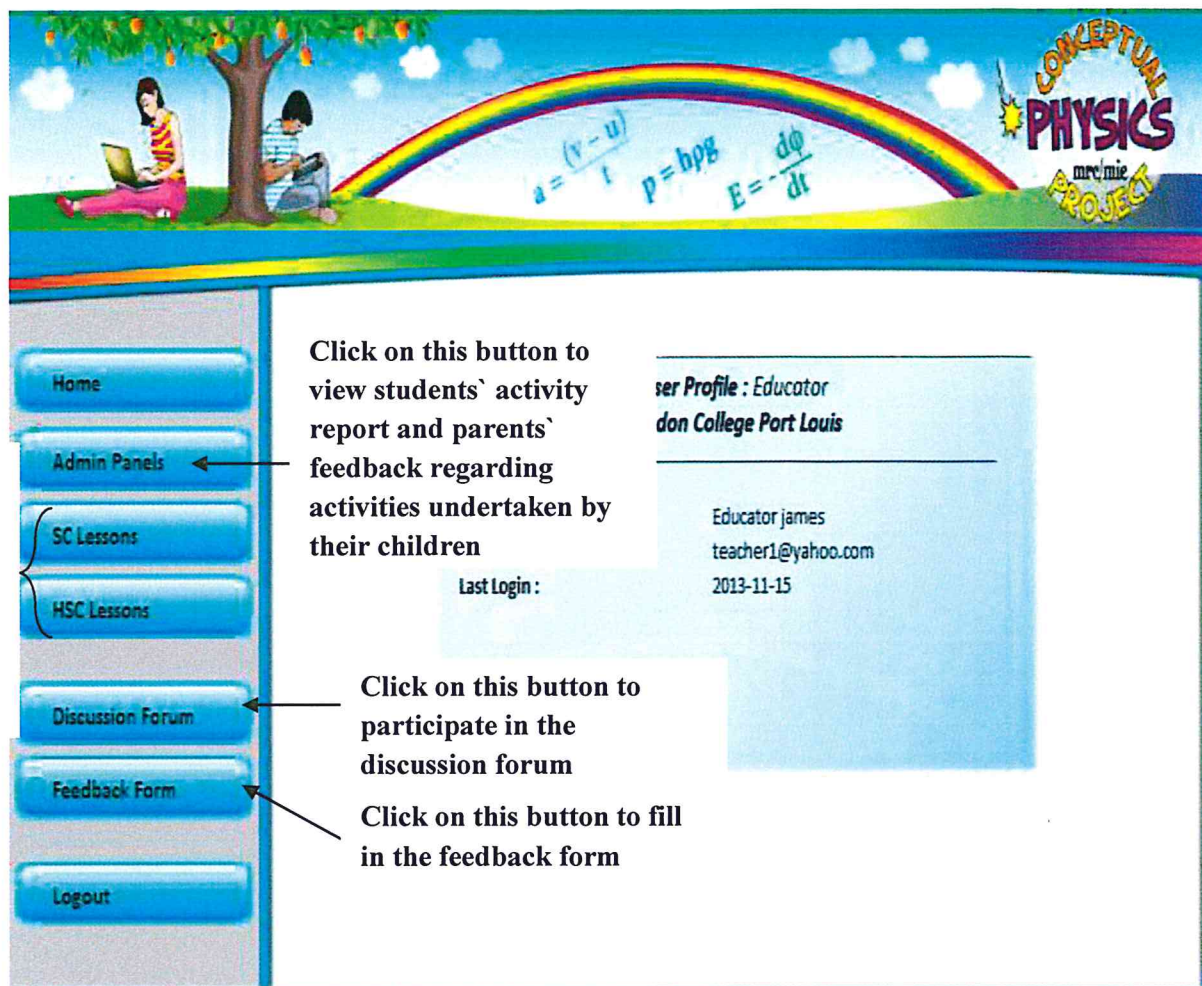 CONCEPTUAL
PHYSICS
mrc/mie
PROJECT
a = (v - u) / t
p = hρg
E = - dϕ / dt
Home
Admin Panels
SC Lessons
HSC Lessons
Discussion Forum
Feedback Form
Logout
Click on this button to
view students` activity
report and parents`
feedback regarding
activities undertaken by
their children
ser Profile : Educator
don College Port Louis
Educator james
teacher1@yahoo.com
Last Login : 2013-11-15
Click on this button to
participate in the
discussion forum
Click on this button to fill
in the feedback form